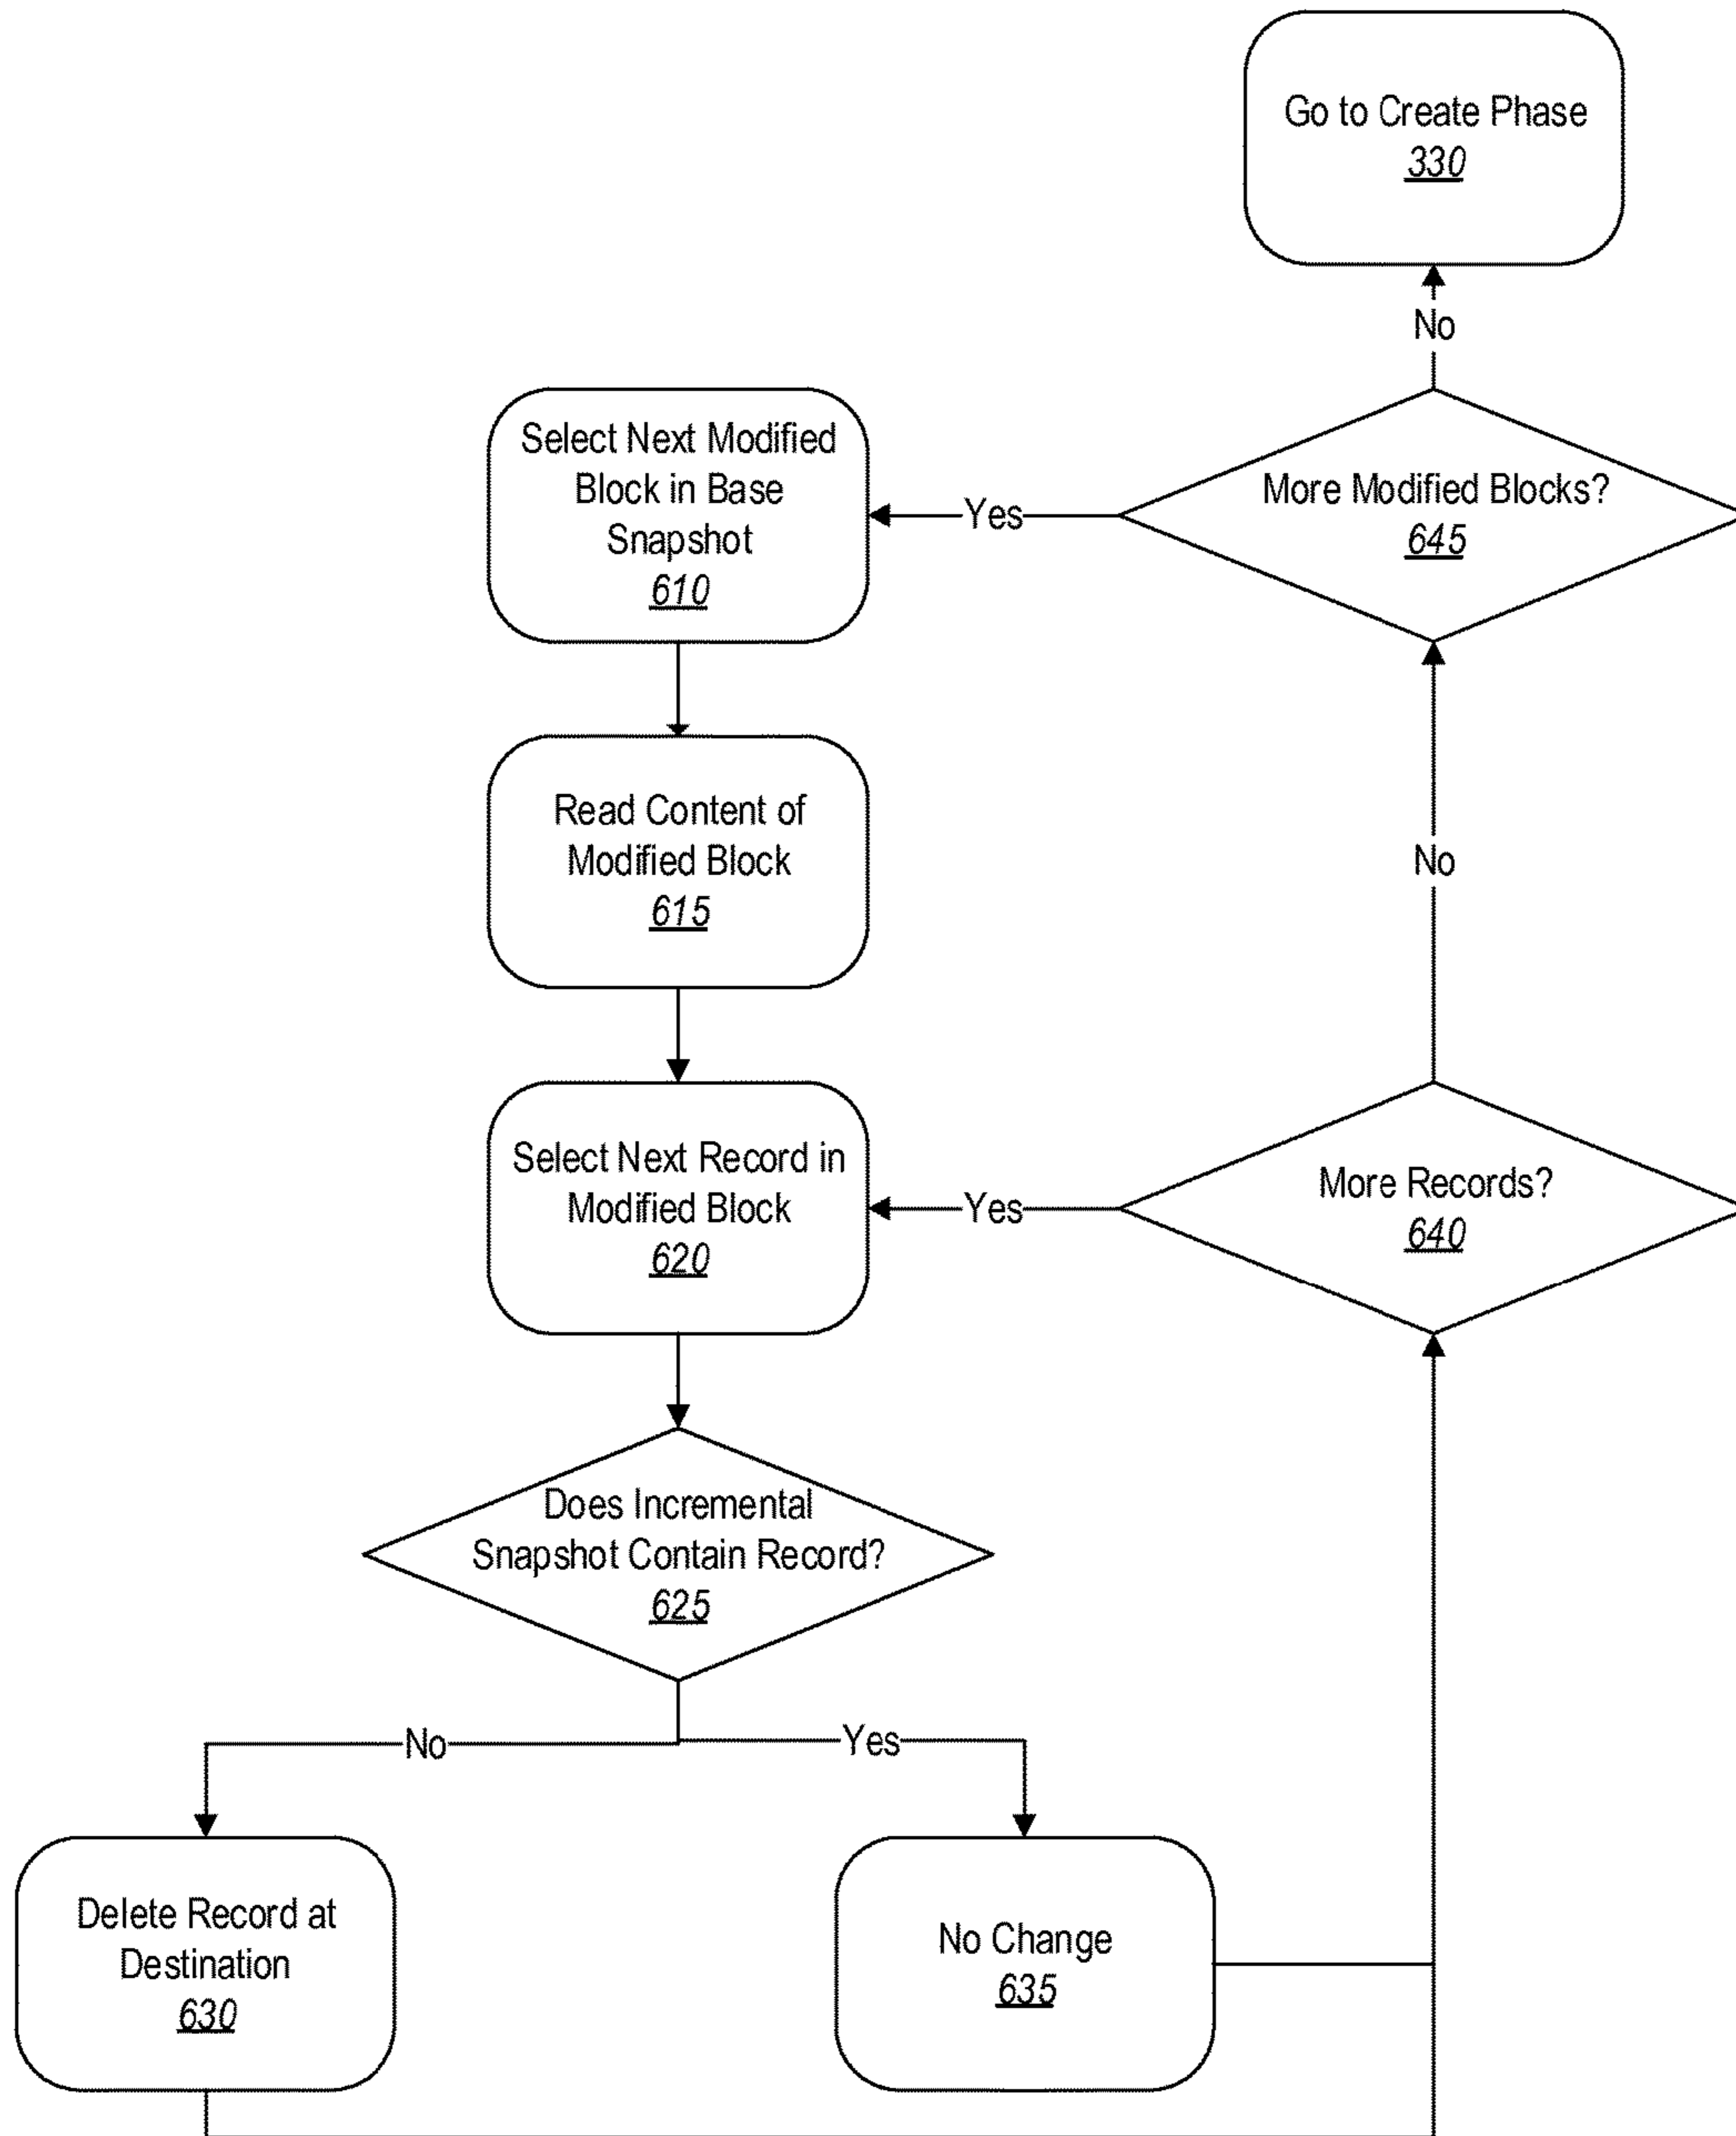 Go to Create Phase
330
No
Select Next Modified
Block in Base
Snapshot
610
Yes
More Modified Blocks?
645
Read Content of
Modified Block
615
No
Select Next Record in
Modified Block
620
Yes
More Records?
640
Does Incremental
Snapshot Contain Record?
625
No
Yes
Delete Record at
Destination
630
No Change
635